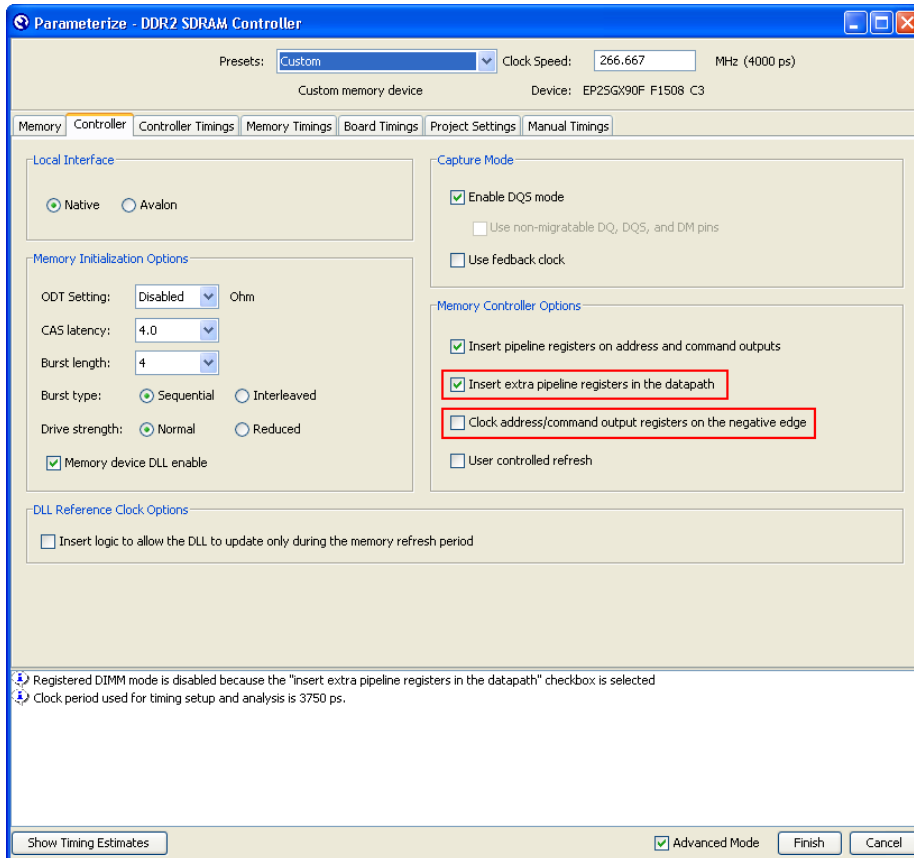 Parameterize - DDR2 SDRAM Controller
Presets: Custom Clock Speed: 266.667 MHz (4000 ps)
Custom memory device Device: EP2SGX90F F1508 C3
Memory Controller Controller Timings Memory Timings Board Timings Project Settings Manual Timings
Local Interface
Native Avalon
Memory Initialization Options
ODT Setting: Disabled Ohm
CAS latency: 4.0
Burst length: 4
Burst type: Sequential Interleaved
Drive strength: Normal Reduced
Memory device DLL enable
Capture Mode
Enable DQS mode
Use non-migratable DQ, DQS, and DM pins
Use fedback clock
Memory Controller Options
Insert pipeline registers on address and command outputs
Insert extra pipeline registers in the datapath
Clock address/command output registers on the negative edge
User controlled refresh
DLL Reference Clock Options
Insert logic to allow the DLL to update only during the memory refresh period
Registered DIMM mode is disabled because the "insert extra pipeline registers in the datapath" checkbox is selected
Clock period used for timing setup and analysis is 3750 ps.
Show Timing Estimates Advanced Mode Finish Cancel